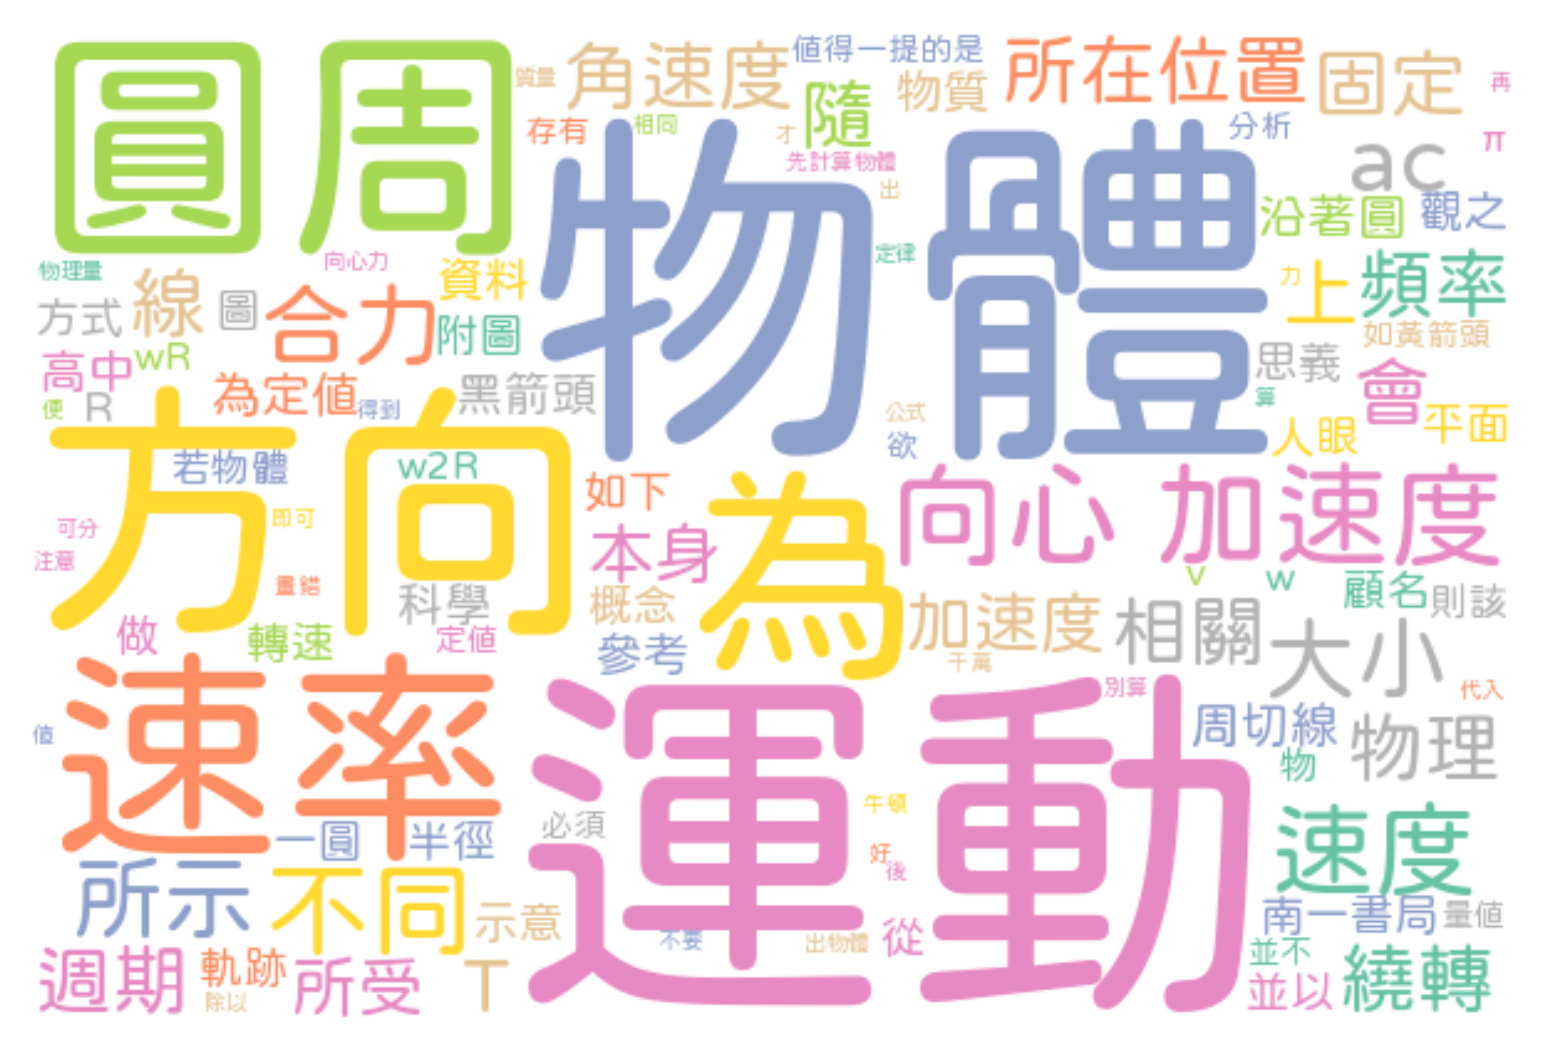 圓周
質量
角速度
值得一提的是
所在位置
固定
再
存有
相同
才
隨
物質
分析
π
先計算物體
ac
物體
出
沿著圓
觀之
物理量
向心力
資料
定律
力
上
頻率
方式
線
圖
合力
附圖
如黃箭頭
高中
wR
思義
會
便
R
為定值
得到
黑箭頭
公式
算
平面
方向
欲
人眼
若物體
w2R
如下
為
向心
加速度
可分
即可
本身
注意
畫錯
科學
概念
v
w
顧名
則該
做
轉速
定值
參考
加速度
相關
大小
千萬
速率
運動
別算
代入
值
周切線
物理
物
一圓
半徑
必須
牛頓
速度
好
後
所示
不同
示意
不要
出物體
從
南一書局
量值
週期
軌跡
除以
所受
T
並不
並以
繞轉